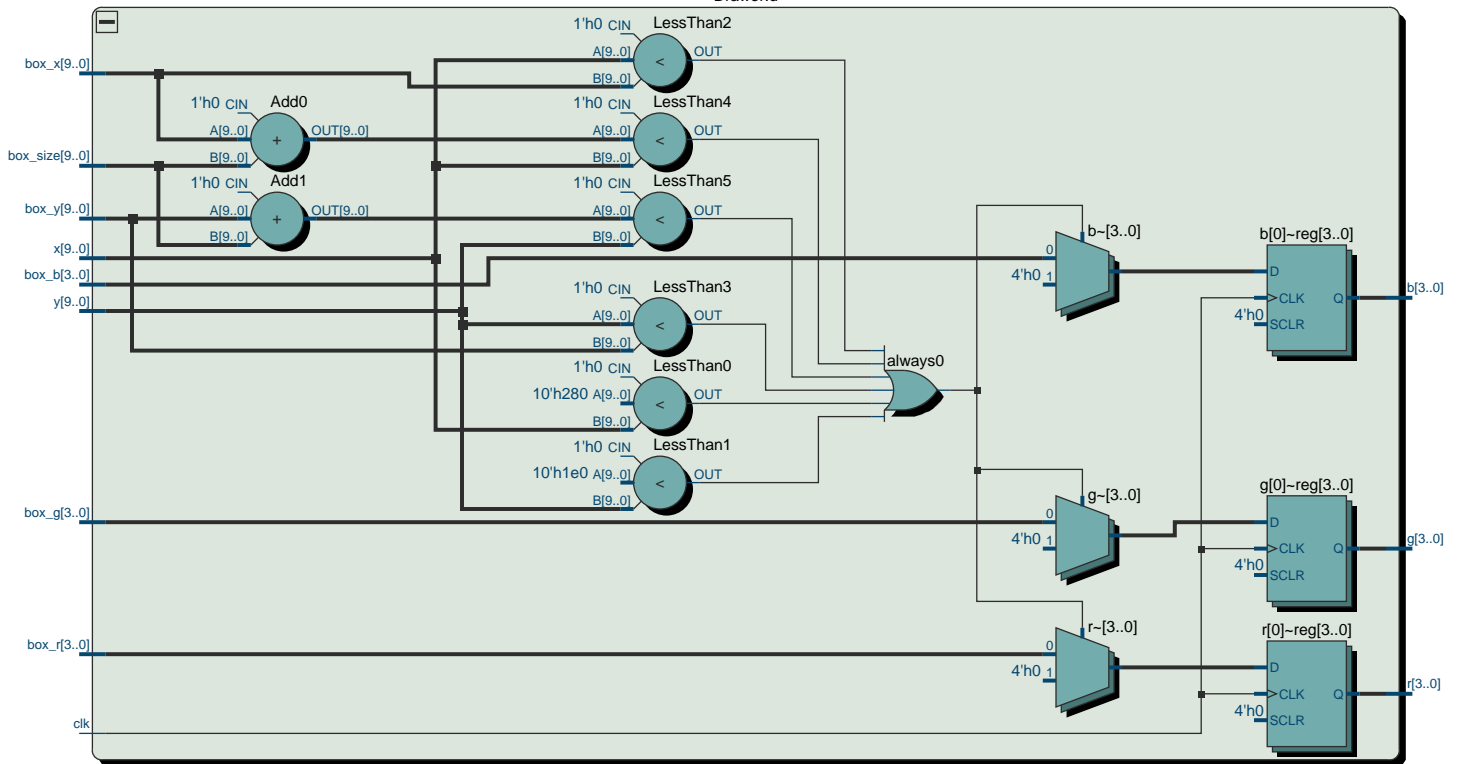 box_x[9..0]
box_size[9..0]
box_y[9..0]
x[9..0]
box_b[3..0]
y[9..0]
box_g[3..0]
box_r[3..0]
clk
1'h0 CIN
Add0
A[9..0]
OUT[9..0]
B[9..0]
+
1'h0 CIN
Add1
A[9..0]
OUT[9..0]
B[9..0]
+
1'h0 CIN
LessThan2
A[9..0]
OUT
B[9..0]
<
1'h0 CIN
LessThan4
A[9..0]
OUT
B[9..0]
<
1'h0 CIN
LessThan5
A[9..0]
OUT
B[9..0]
<
1'h0 CIN
LessThan3
A[9..0]
OUT
B[9..0]
<
1'h0 CIN
LessThan0
10'h280 A[9..0]
OUT
B[9..0]
<
1'h0 CIN
LessThan1
10'h1e0 A[9..0]
OUT
B[9..0]
<
always0
b~[3..0]
0
4'h0 1
g~[3..0]
0
4'h0 1
r~[3..0]
0
4'h0 1
b[0]~reg[3..0]
D
CLK
Q
4'h0
SCLR
b[3..0]
g[0]~reg[3..0]
D
CLK
Q
4'h0
SCLR
g[3..0]
r[0]~reg[3..0]
D
CLK
Q
4'h0
SCLR
r[3..0]